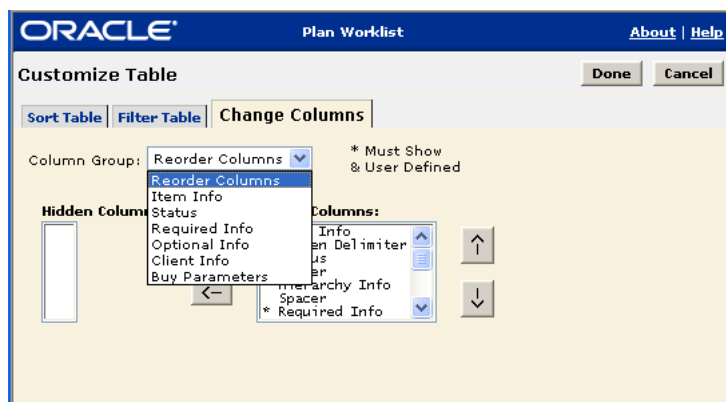 ORACLE®
Plan Worklist
About | Help
Customize Table
Done
Cancel
Sort Table
Filter Table
Change Columns
Column Group:
Reorder Columns
* Must Show
& User Defined
Reorder Columns
Item Info
Status
Required Info
Optional Info
Client Info
Buy Parameters
Hidden
Columns:
Info
Delimiter
Hierarchy Info
Spacer
* Required Info